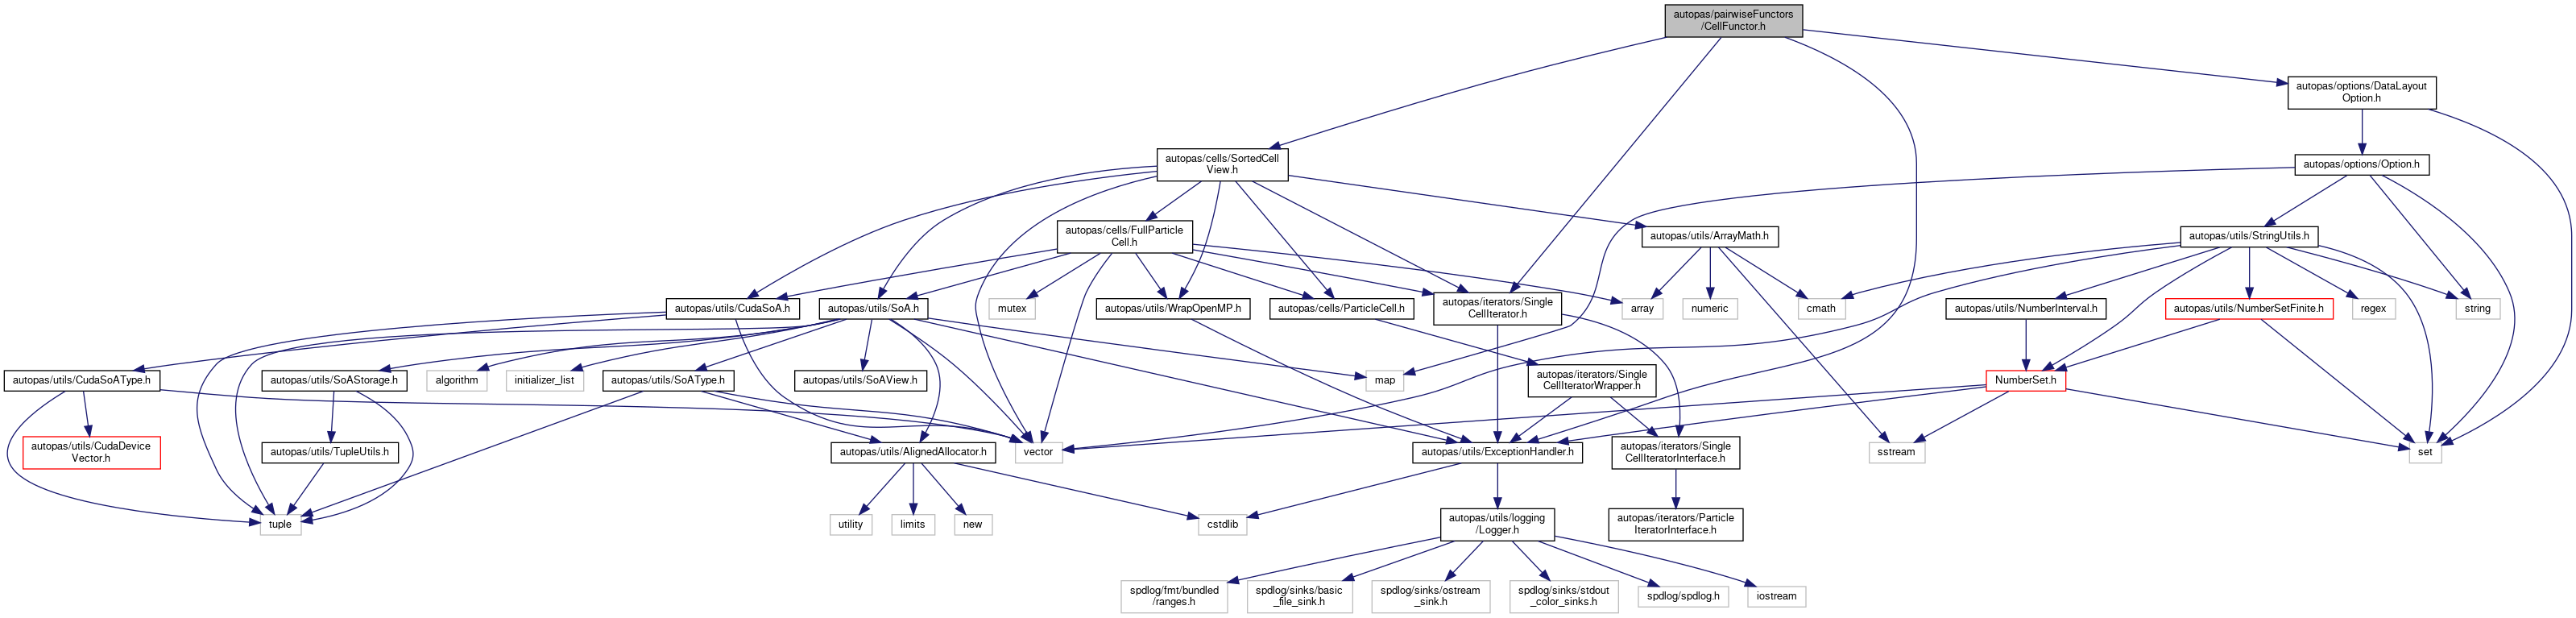 autopas/pairwiseFunctors
/CellFunctor.h
autopas/options/DataLayout
Option.h
autopas/cells/SortedCell
View.h
autopas/options/Option.h
autopas/cells/FullParticle
Cell.h
autopas/utils/ArrayMath.h
autopas/utils/StringUtils.h
autopas/utils/CudaSoA.h
autopas/utils/SoA.h
mutex
autopas/utils/WrapOpenMP.h
autopas/cells/ParticleCell.h
autopas/iterators/Single
CellIterator.h
array
numeric
cmath
autopas/utils/NumberInterval.h
autopas/utils/NumberSetFinite.h
regex
string
autopas/utils/CudaSoAType.h
autopas/utils/SoAStorage.h
algorithm
initializer_list
autopas/utils/SoAType.h
autopas/utils/SoAView.h
map
autopas/iterators/Single
CellIteratorWrapper.h
NumberSet.h
autopas/utils/CudaDevice
Vector.h
autopas/utils/TupleUtils.h
autopas/utils/AlignedAllocator.h
vector
autopas/utils/ExceptionHandler.h
autopas/iterators/Single
CellIteratorInterface.h
sstream
set
tuple
utility
limits
new
cstdlib
autopas/utils/logging
/Logger.h
autopas/iterators/Particle
IteratorInterface.h
spdlog/fmt/bundled
/ranges.h
spdlog/sinks/basic
_file_sink.h
spdlog/sinks/ostream
_sink.h
spdlog/sinks/stdout
_color_sinks.h
spdlog/spdlog.h
iostream